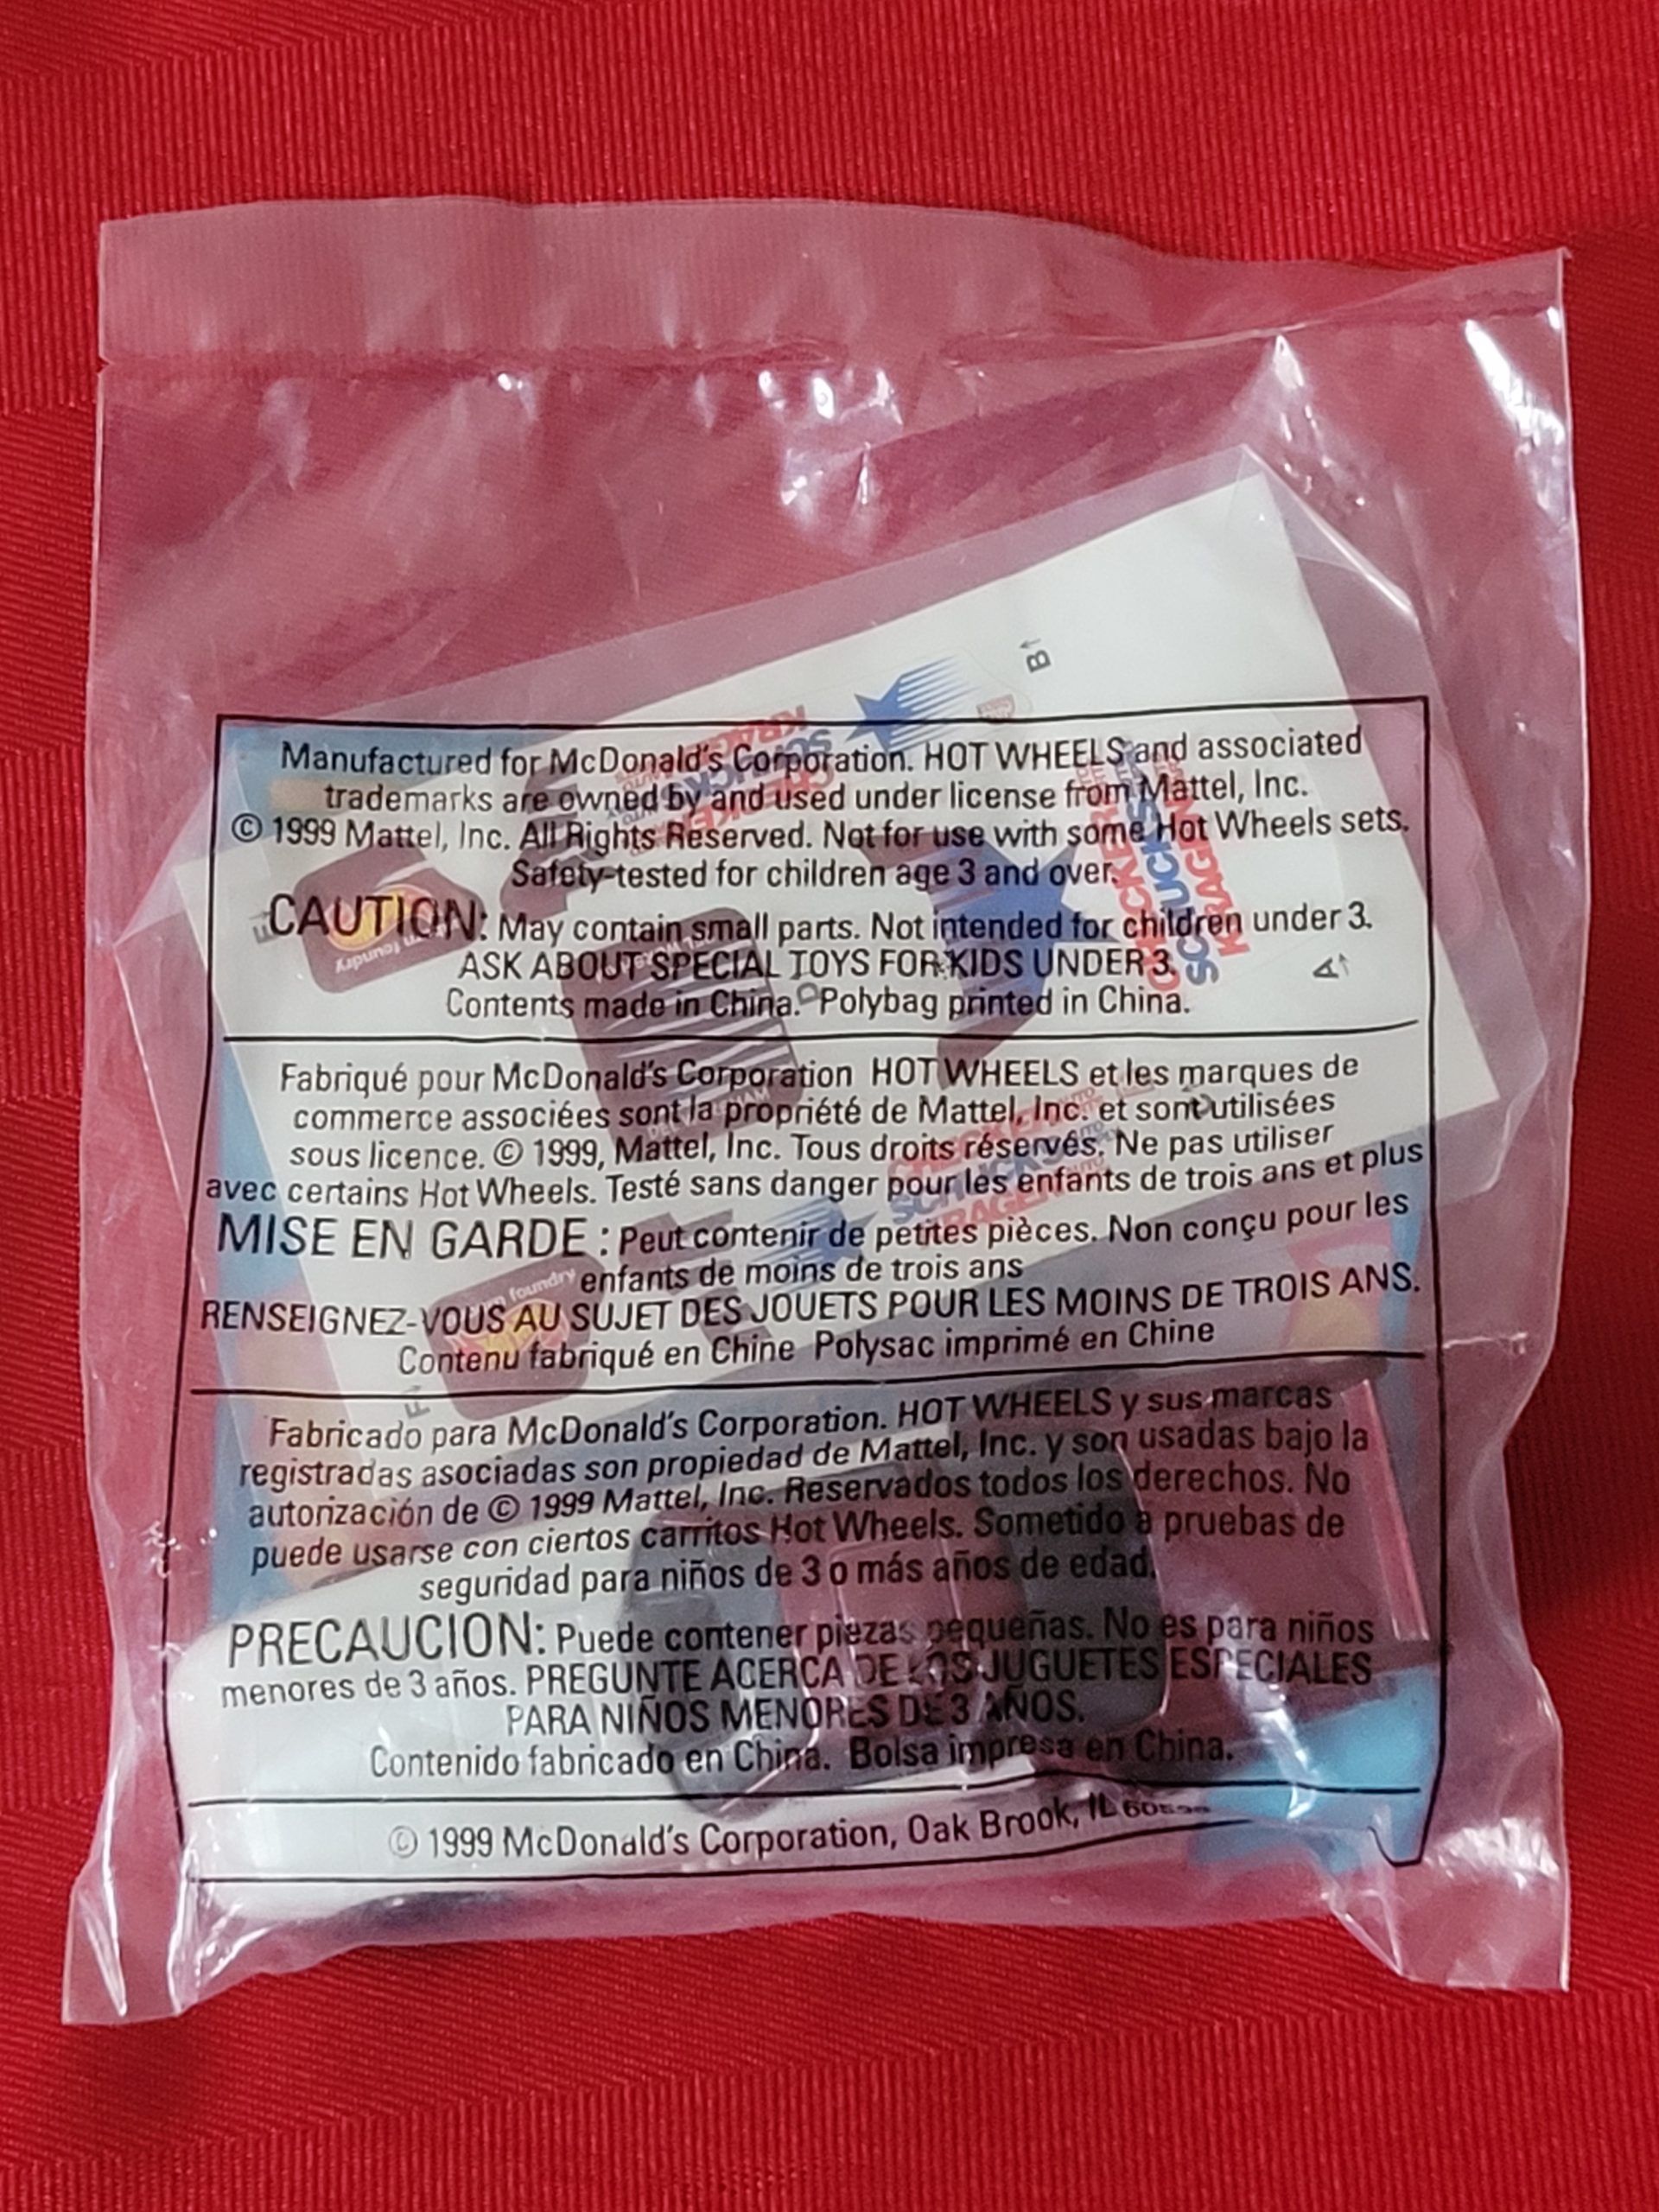 Manufactured for McDonald's Corporation. HOT WHEELS and associated
trademarks are owned by and used under license from Mattel, Inc.
© 1999 Mattel, Inc. All Rights Reserved. Not for use with some Hot Wheels sets.
Safety-tested for children age 3 and over.
CAUTION: May contain small parts. Not intended for children under 3.
ASK ABOUT SPECIAL TOYS FOR KIDS UNDER 3.
Contents made in China. Polybag printed in China.
Fabriqué pour McDonald's Corporation HOT WHEELS et les marques de
commerce associées sont la propriété de Mattel, Inc. et sont utilisées
sous licence. © 1999, Mattel, Inc. Tous droits réservés. Ne pas utiliser
avec certains Hot Wheels. Testé sans danger pour les enfants de trois ans et plus
MISE EN GARDE : Peut contenir de petites pièces. Non conçu pour les
enfants de moins de trois ans
RENSEIGNEZ-VOUS AU SUJET DES JOUETS POUR LES MOINS DE TROIS ANS.
Contenu fabriqué en Chine Polysac imprimé en Chine
Fabricado para McDonald's Corporation. HOT WHEELS y sus marcas
registradas asociadas son propiedad de Mattel, Inc. y son usadas bajo la
autorización de © 1999 Mattel, Inc. Reservados todos los derechos. No
puede usarse con ciertos carritos Hot Wheels. Sometido a pruebas de
seguridad para niños de 3 o más años de edad.
PRECAUCION: Puede contener piezas pequeñas. No es para niños
menores de 3 años. PREGUNTE ACERCA DE LOS JUGUETES ESPECIALES
PARA NIÑOS MENORES DE 3 AÑOS.
Contenido fabricado en China. Bolsa impresa en China.
© 1999 McDonald's Corporation, Oak Brook, IL
B
A
D
SCHUCK'S
KRAGEN
foundry